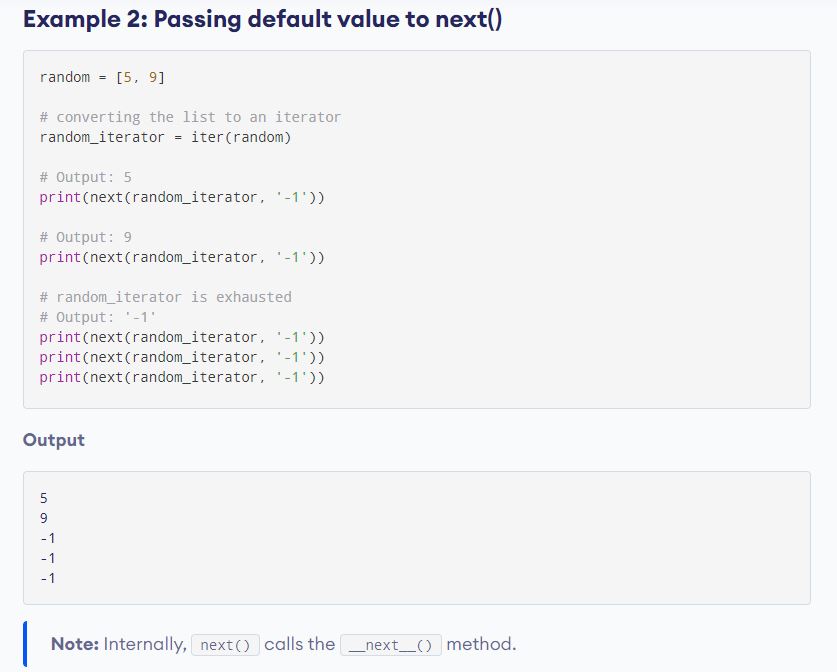 Example 2: Passing default value to next()
random = [5, 9]
# converting the list to an iterator
random_iterator = iter(random)
# Output: 5
print(next(random_iterator, '-1'))
# Output: 9
print(next(random_iterator, '-1'))
# random_iterator is exhausted
# Output: '-1'
print(next(random_iterator, '-1'))
print(next(random_iterator, '-1'))
print(next(random_iterator, '-1'))
Output
5
9
-1
-1
-1
Note: Internally, next() calls the __next__() method.